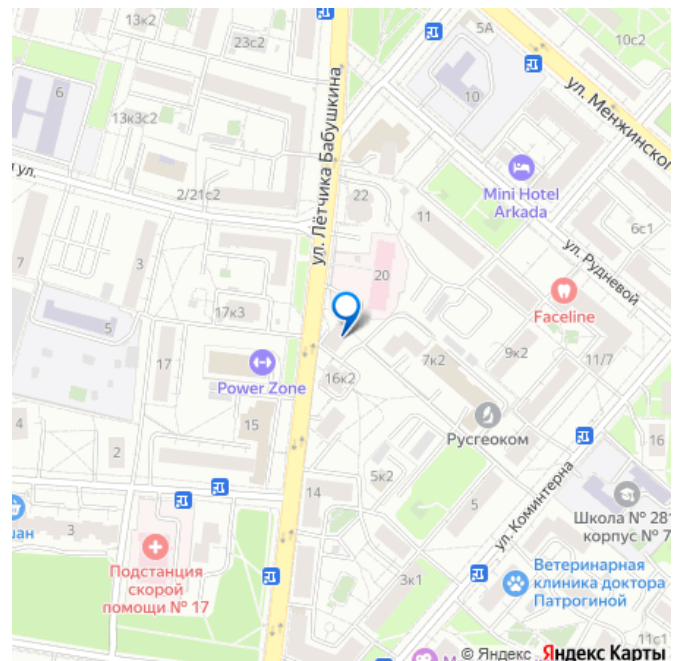 13к2
23с2
5А
10с2
6
10
13к3с2
ул. Лётчика Бабушкина
ул. Менжинского
ул.
Mini Hotel
Arkada
2/21с2
22
11
6с1
ул. Рудневой
7
3
20
17к3
Faceline
5
7к2
9к2
11/7
17
Power Zone
16к2
Русгеоком
4
15
16
2
5к2
ул. Коминтерна
14
5
Школа № 281
корпус № 7
шан
3
Подстанция
скорой
помощи № 17
3к1
Ветеринарная
клиника доктора
Патрогиной
11с1
© Яндекс Яндекс Карты